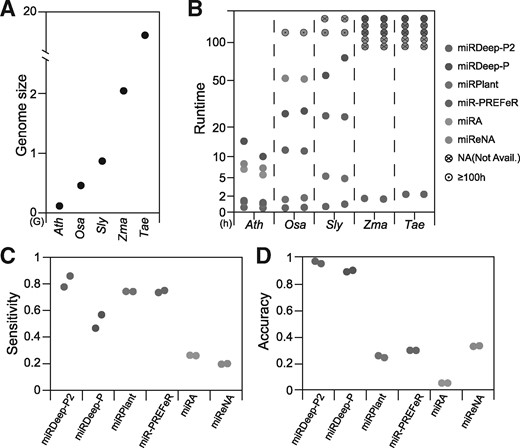 A
Genome size
20
2
1
0
(G)
Ath
Osa
Sly
Zma
Tae
B
Runtime
100
50
20
10
5
2
0
(h)
Ath
Osa
Sly
Zma
Tae
miRDeep-P2
miRDeep-P
miRPlant
miR-PREFeR
miRA
miReNA
NA(Not Avail.)
≥100h
C
Sensitivity
1
0.8
0.6
0.4
0.2
0
miRDeep-P2
miRDeep-P
miRPlant
miR-PREFeR
miRA
miReNA
D
Accuracy
1
0.8
0.6
0.4
0.2
0
miRDeep-P2
miRDeep-P
miRPlant
miR-PREFeR
miRA
miReNA